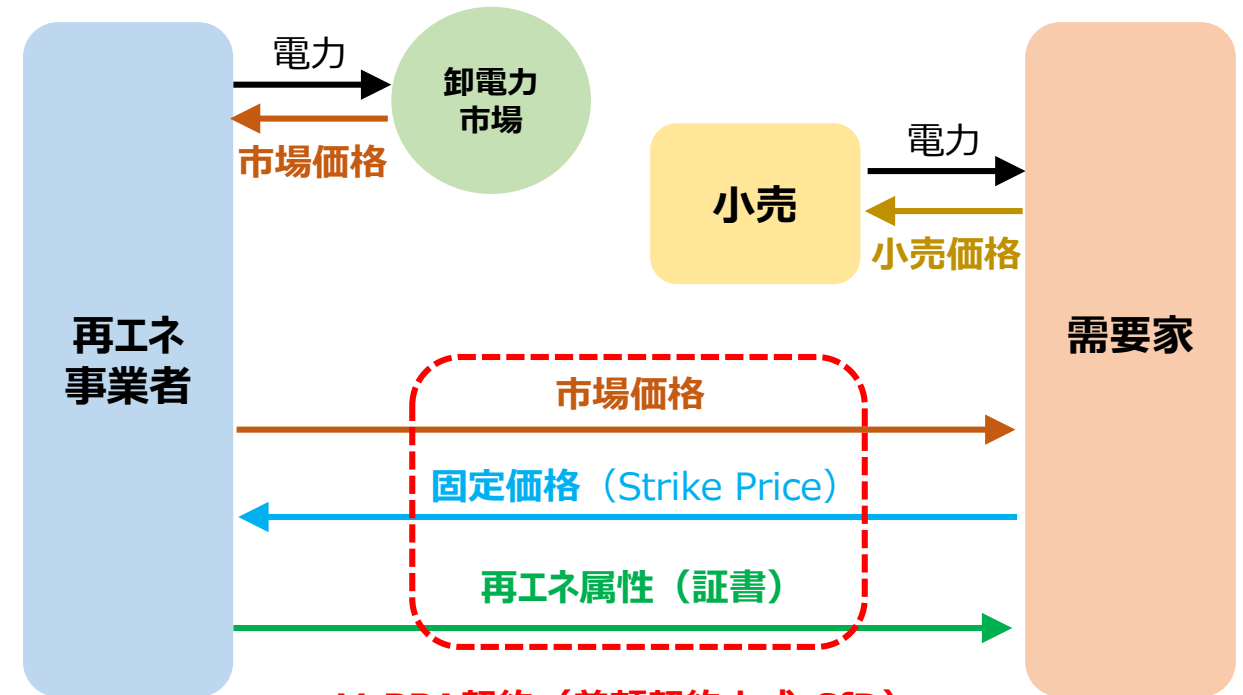 電力
卸電力
市場
市場価格
電力
小売
小売価格
再エネ
事業者
需要家
市場価格
固定価格（Strike Price）
再エネ属性（証書）